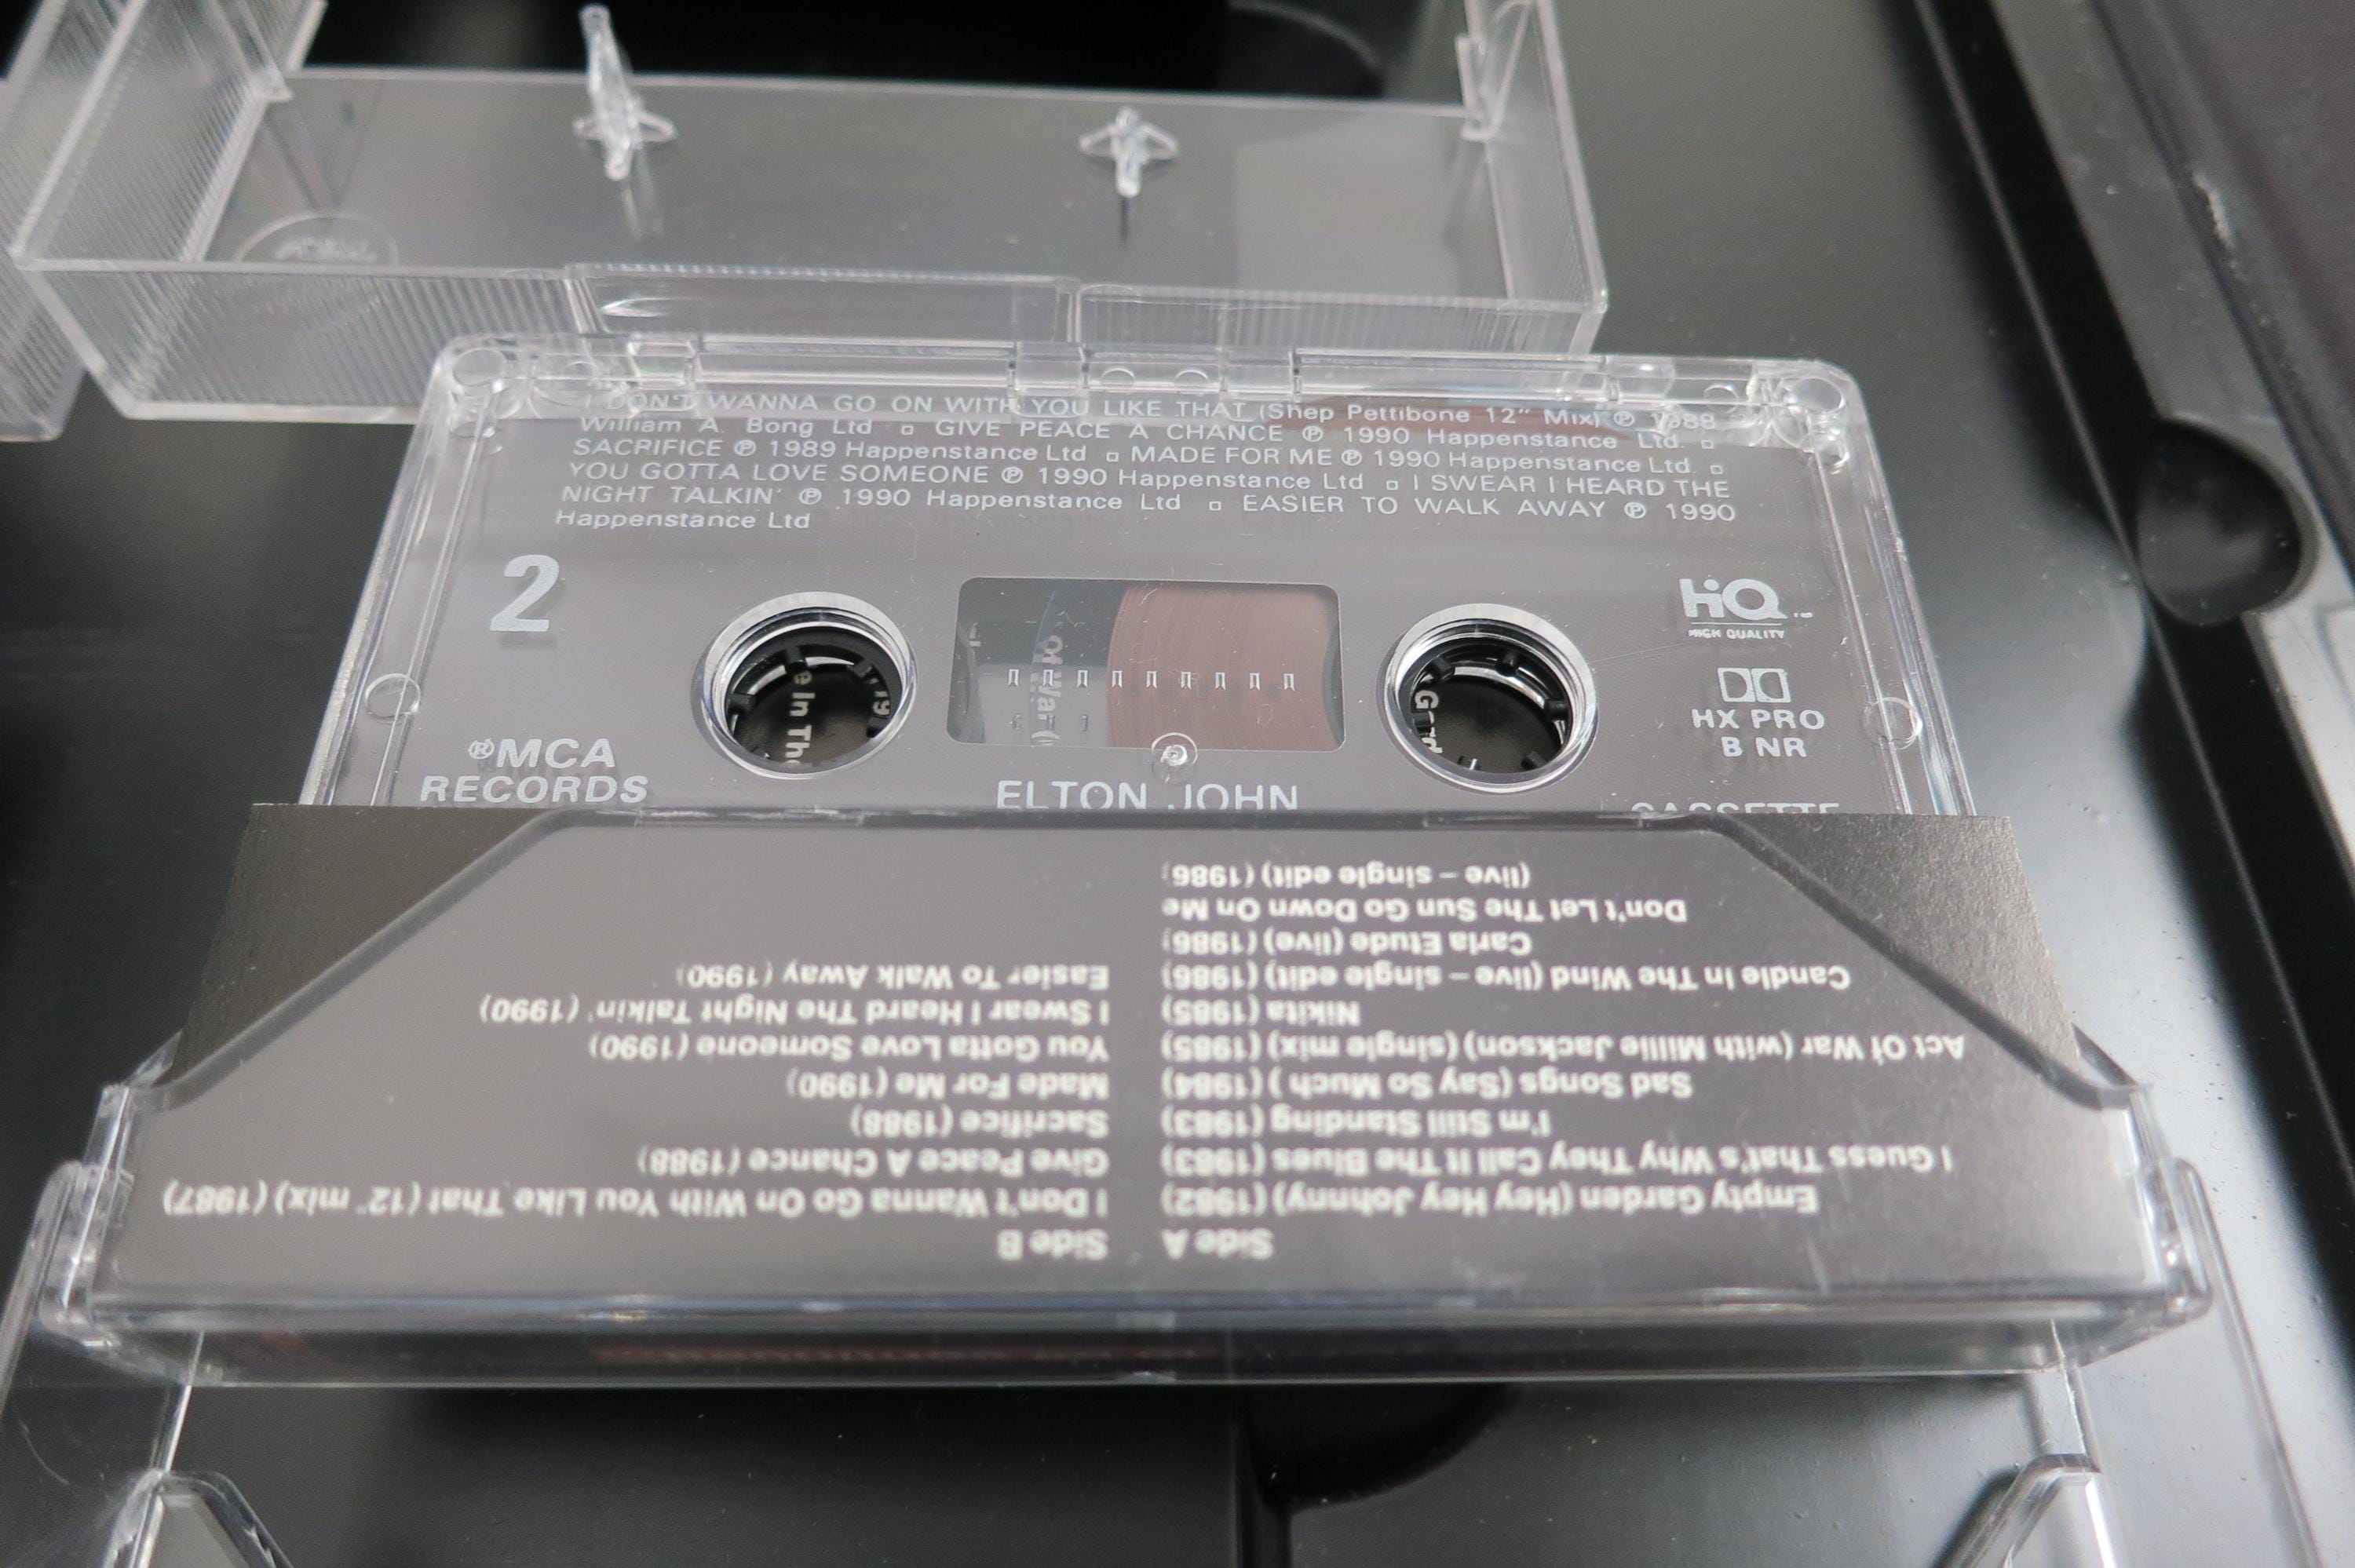 I DON'T WANNA GO ON WITH YOU LIKE THAT (Shep Pettibone 12" Mix) ℗ 1988
William A. Bong Ltd □ GIVE PEACE A CHANCE ℗ 1990 Happenstance Ltd. □
SACRIFICE ℗ 1989 Happenstance Ltd □ MADE FOR ME ℗ 1990 Happenstance Ltd. □
YOU GOTTA LOVE SOMEONE ℗ 1990 Happenstance Ltd □ I SWEAR I HEARD THE
NIGHT TALKIN' ℗ 1990 Happenstance Ltd □ EASIER TO WALK AWAY ℗ 1990
Happenstance Ltd
2
HiQ
HIGH QUALITY
HX PRO
B NR
®MCA
RECORDS
e In The
Of War (
ELTON JOHN
CASSETTE
Side A
Empty Garden (Hey Hey Johnny) (1982)
I Guess That's Why They Call It The Blues (1983)
I'm Still Standing (1983)
Sad Songs (Say So Much) (1984)
Act Of War (with Millie Jackson) (single mix) (1985)
Nikita (1985)
Candle In The Wind (live – single edit) (1986)
Carla Etude (live) (1986)
Don't Let The Sun Go Down On Me
(live – single edit) (1986)
Side B
I Don't Wanna Go On With You Like That (12" mix) (1987)
Give Peace A Chance (1988)
Sacrifice (1988)
Made For Me (1990)
You Gotta Love Someone (1990)
I Swear I Heard The Night Talkin' (1990)
Easier To Walk Away (1990)